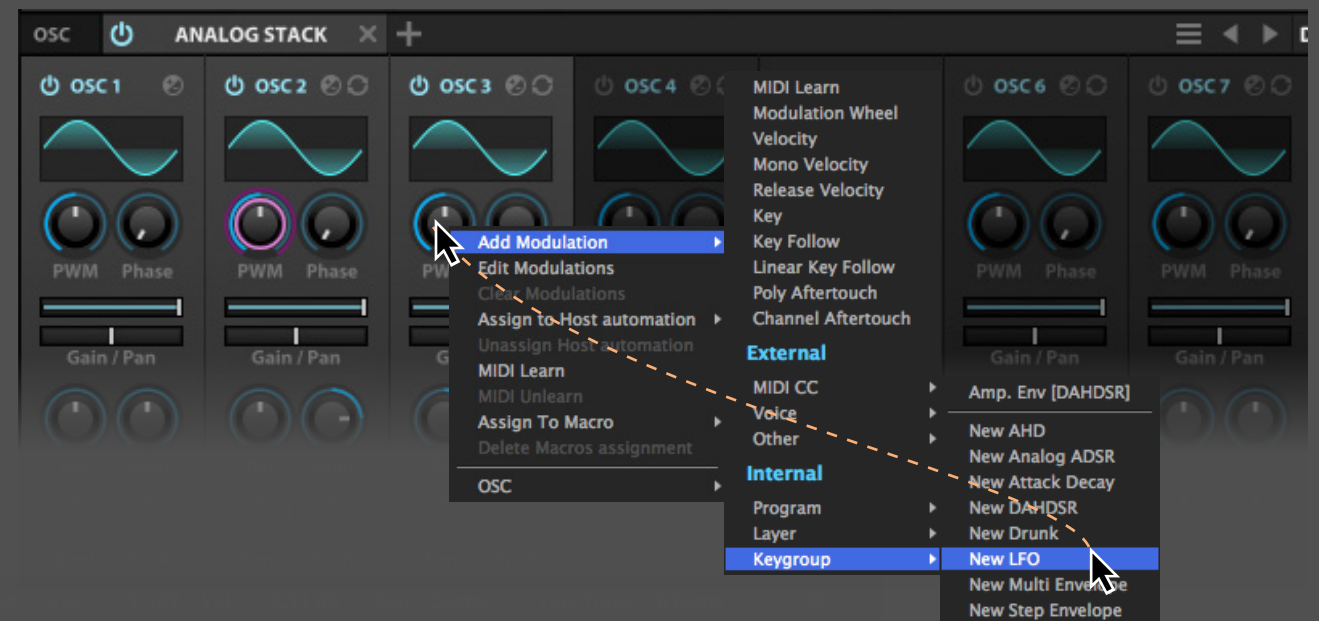 OSC
ANALOG STACK
OSC 1
OSC 2
OSC 3
OSC 4
OSC 6
OSC 7
PWM Phase
PWM Phase
PWM Phase
PWM Phase
Gain / Pan
Gain / Pan
Gain / Pan
Gain / Pan
Add Modulation
Edit Modulations
Clear Modulations
Assign to Host automation
Unassign Host automation
MIDI Learn
MIDI Unlearn
Assign To Macro
Delete Macros assignment
OSC
MIDI Learn
Modulation Wheel
Velocity
Mono Velocity
Release Velocity
Key
Key Follow
Linear Key Follow
Poly Aftertouch
Channel Aftertouch
External
MIDI CC
Voice
Other
Internal
Program
Layer
Keygroup
Amp. Env [DAHDSR]
New AHD
New Analog ADSR
New Attack Decay
New DAHDSR
New Drunk
New LFO
New Multi Envelope
New Step Envelope